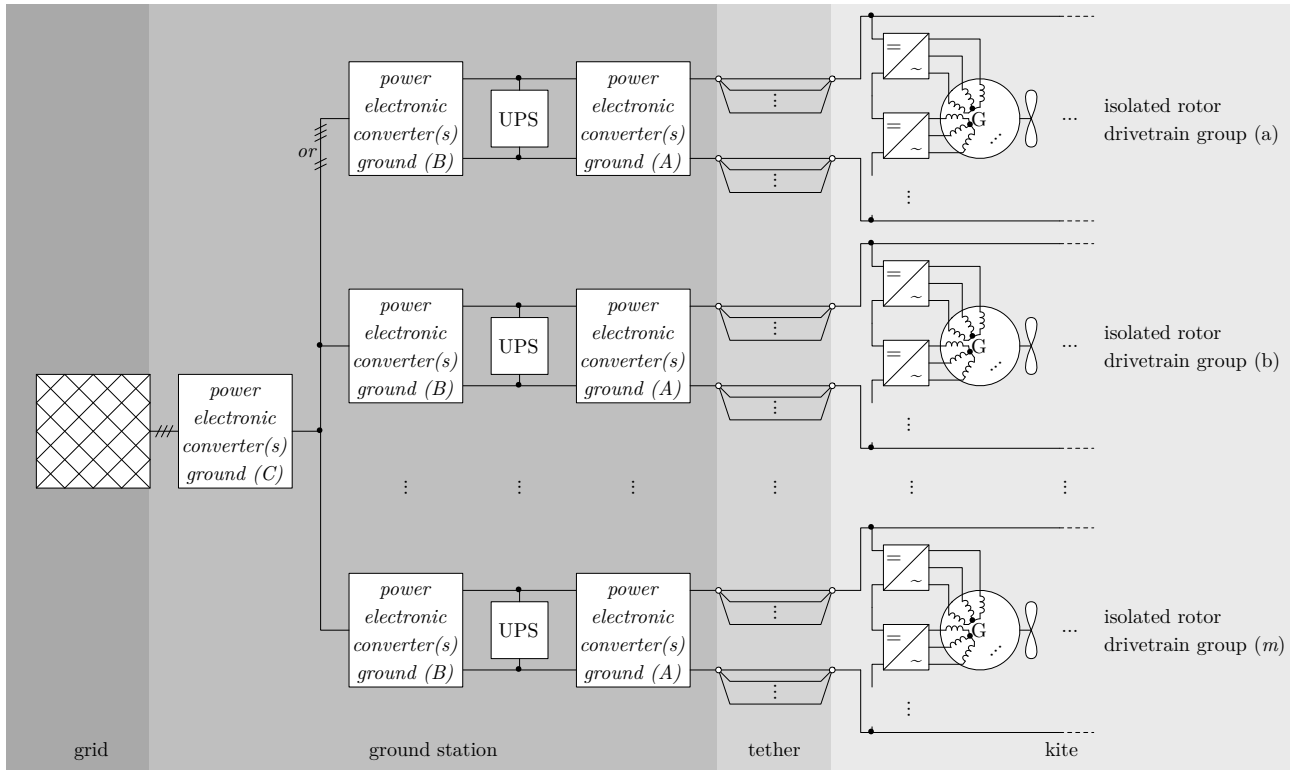 power
electronic
converter(s)
ground (B)
UPS
power
electronic
converter(s)
ground (A)
⋮
⋮
=
~
G
...
⋮
...
isolated rotor
drivetrain group (a)
=
~
or
power
electronic
converter(s)
ground (B)
UPS
power
electronic
converter(s)
ground (A)
⋮
⋮
=
~
G
...
⋮
...
isolated rotor
drivetrain group (b)
=
~
power
electronic
converter(s)
ground (C)
⋮
⋮
⋮
⋮
⋮
⋮
power
electronic
converter(s)
ground (B)
UPS
power
electronic
converter(s)
ground (A)
⋮
⋮
=
~
G
...
⋮
...
isolated rotor
drivetrain group (m)
=
~
grid
ground station
tether
kite